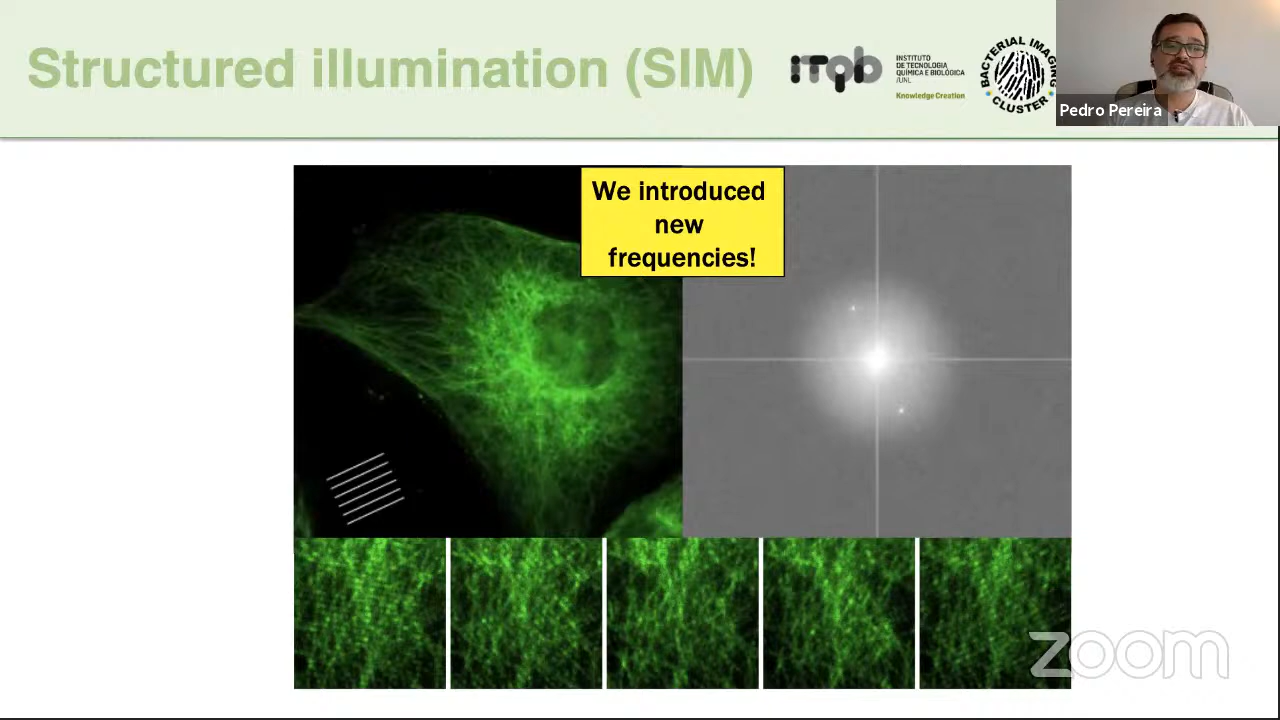 Structured illumination (SIM)
iTqb
INSTITUTO
DE TECNOLOGIA
QUÍMICA E BIOLÓGICA
/UNL
Knowledge Creation
BACTERIAL IMAGING
CLUSTER
Pedro Pereira
We introduced
new
frequencies!
zoom